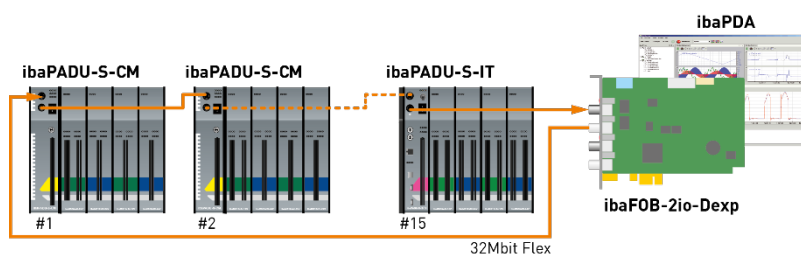 ibaPDA
ibaPADU-S-CM
ibaPADU-S-CM
ibaPADU-S-IT
ibaFOB-2io-Dexp
#1
#2
#15
32Mbit Flex